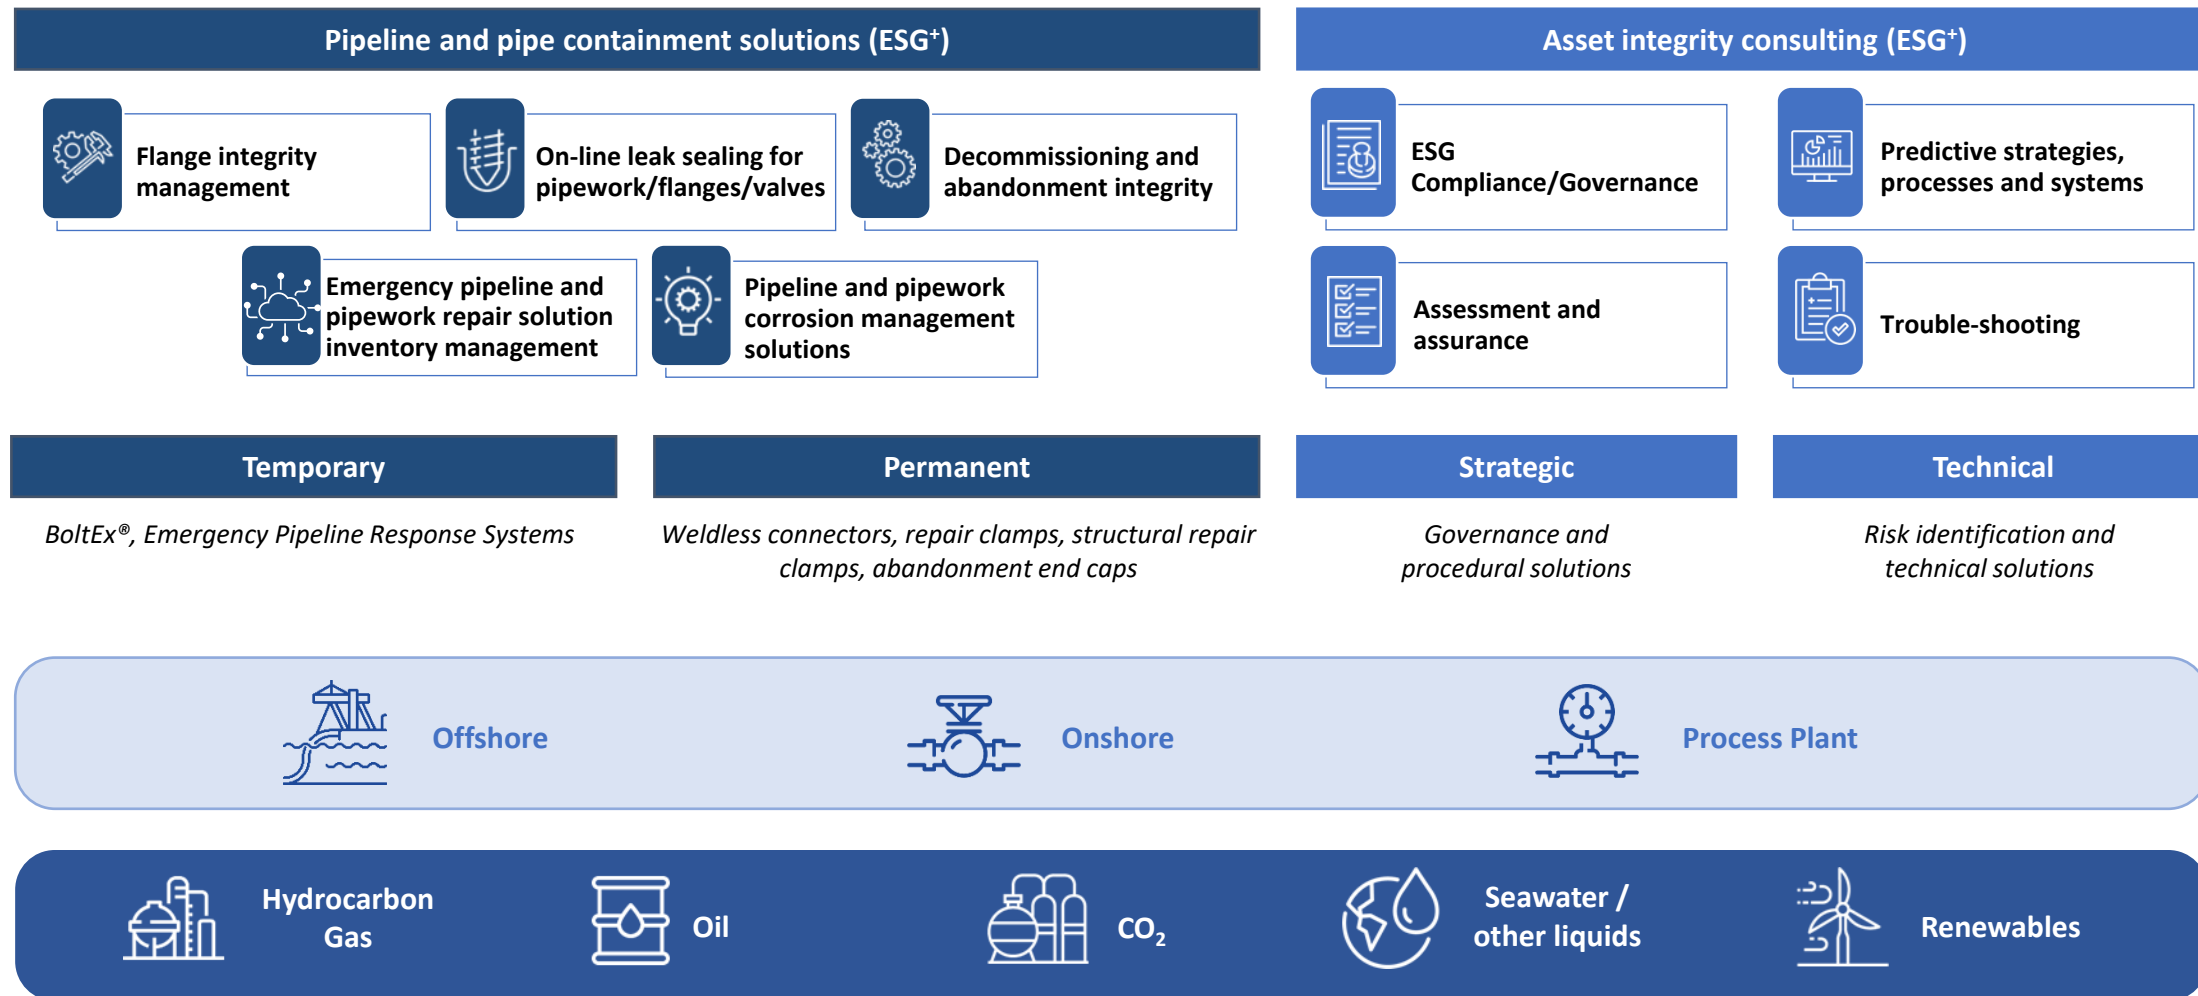 Pipeline and pipe containment solutions (ESG⁺)
Asset integrity consulting (ESG⁺)
Flange integrity
management
On-line leak sealing for
pipework/flanges/valves
Decommissioning and
abandonment integrity
Emergency pipeline and
pipework repair solution
inventory management
Pipeline and pipework
corrosion management
solutions
ESG
Compliance/Governance
Predictive strategies,
processes and systems
Assessment and
assurance
Trouble-shooting
Temporary
Permanent
Strategic
Technical
BoltEx®, Emergency Pipeline Response Systems
Weldless connectors, repair clamps, structural repair
clamps, abandonment end caps
Governance and
procedural solutions
Risk identification and
technical solutions
Offshore
Onshore
Process Plant
Hydrocarbon
Gas
Oil
CO₂
Seawater /
other liquids
Renewables